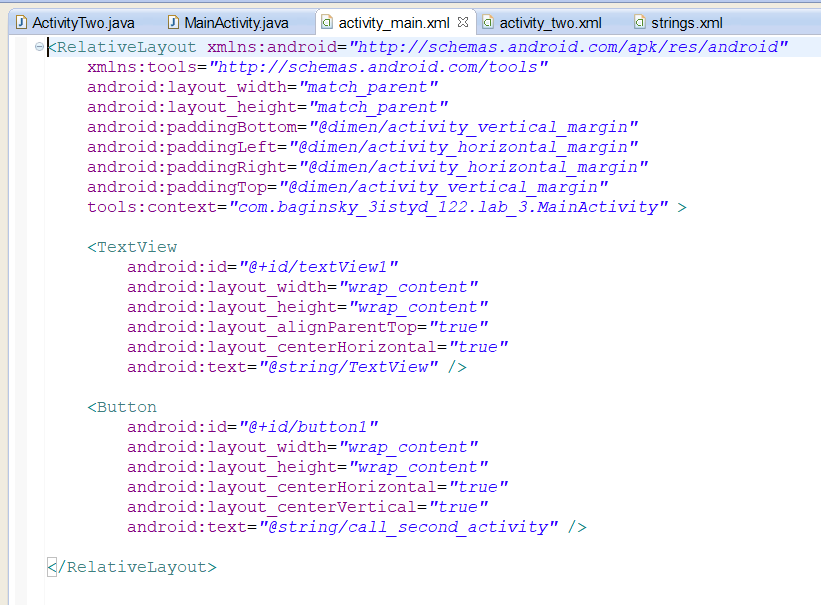 ActivityTwo.java MainActivity.java activity_main.xml activity_two.xml strings.xml
<RelativeLayout xmlns:android="http://schemas.android.com/apk/res/android"
    xmlns:tools="http://schemas.android.com/tools"
    android:layout_width="match_parent"
    android:layout_height="match_parent"
    android:paddingBottom="@dimen/activity_vertical_margin"
    android:paddingLeft="@dimen/activity_horizontal_margin"
    android:paddingRight="@dimen/activity_horizontal_margin"
    android:paddingTop="@dimen/activity_vertical_margin"
    tools:context="com.baginsky_3istyd_122.lab_3.MainActivity" >
    <TextView
        android:id="@+id/textView1"
        android:layout_width="wrap_content"
        android:layout_height="wrap_content"
        android:layout_alignParentTop="true"
        android:layout_centerHorizontal="true"
        android:text="@string/TextView" />
    <Button
        android:id="@+id/button1"
        android:layout_width="wrap_content"
        android:layout_height="wrap_content"
        android:layout_centerHorizontal="true"
        android:layout_centerVertical="true"
        android:text="@string/call_second_activity" />
</RelativeLayout>